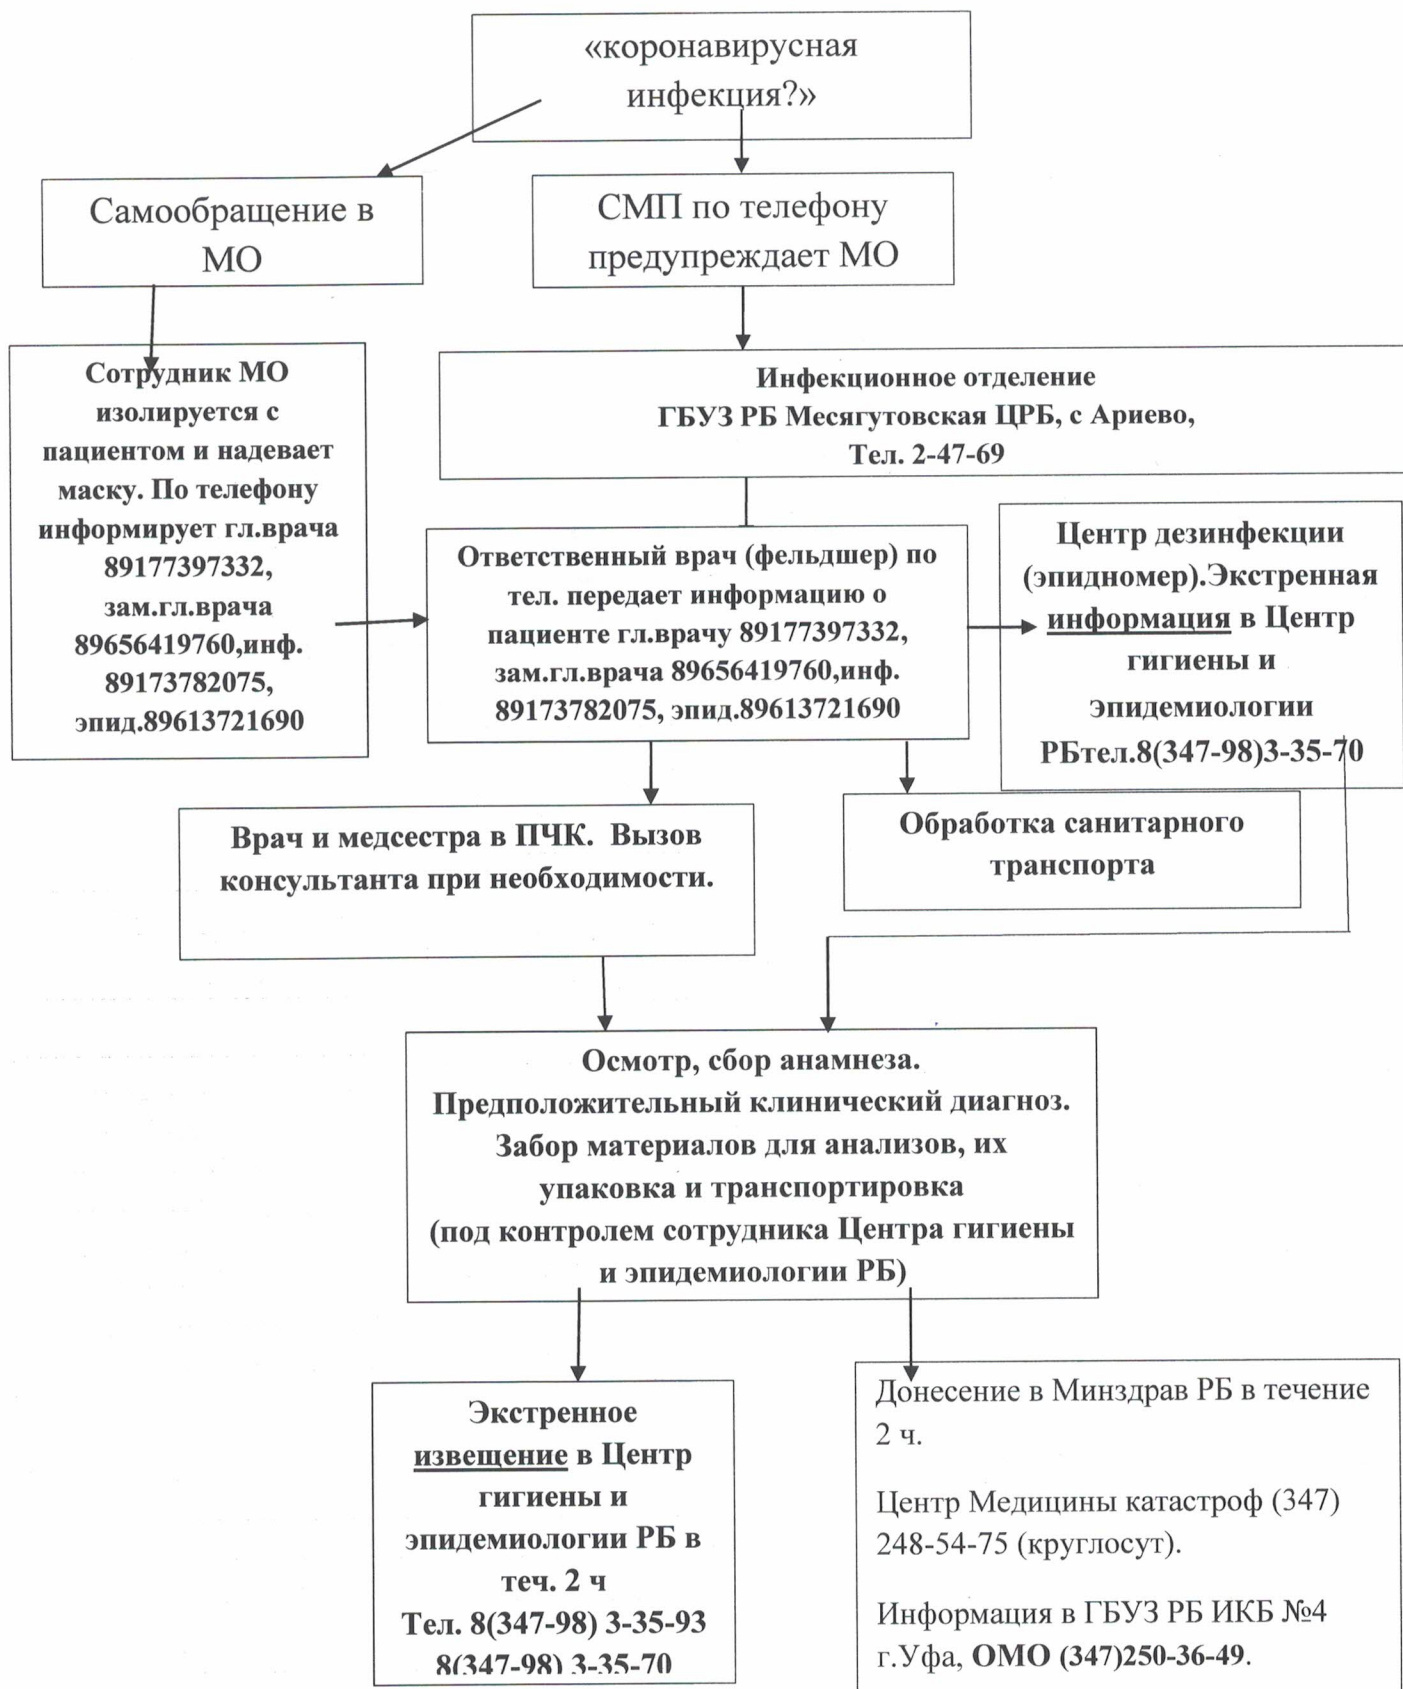 «коронавирусная
инфекция?»
Самообращение в
МО
СМП по телефону
предупреждает МО
Сотрудник МО
изолируется с
пациентом и надевает
маску. По телефону
информирует гл.врача
89177397332,
зам.гл.врача
89656419760,инф.
89173782075,
эпид.89613721690
Инфекционное отделение
ГБУЗ РБ Месягутовская ЦРБ, с Ариево,
Тел. 2-47-69
Ответственный врач (фельдшер) по
тел. передает информацию о
пациенте гл.врачу 89177397332,
зам.гл.врача 89656419760,инф.
89173782075, эпид.89613721690
Центр дезинфекции
(эпидномер).Экстренная
информация в Центр
гигиены и
эпидемиологии
РБтел.8(347-98)3-35-70
Врач и медсестра в ПЧК. Вызов
консультанта при необходимости.
Обработка санитарного
транспорта
Осмотр, сбор анамнеза.
Предположительный клинический диагноз.
Забор материалов для анализов, их
упаковка и транспортировка
(под контролем сотрудника Центра гигиены
и эпидемиологии РБ)
Экстренное
извещение в Центр
гигиены и
эпидемиологии РБ в
теч. 2 ч
Тел. 8(347-98) 3-35-93
8(347-98) 3-35-70
Донесение в Минздрав РБ в течение
2 ч.
Центр Медицины катастроф (347)
248-54-75 (круглосут).
Информация в ГБУЗ РБ ИКБ №4
г.Уфа, ОМО (347)250-36-49.